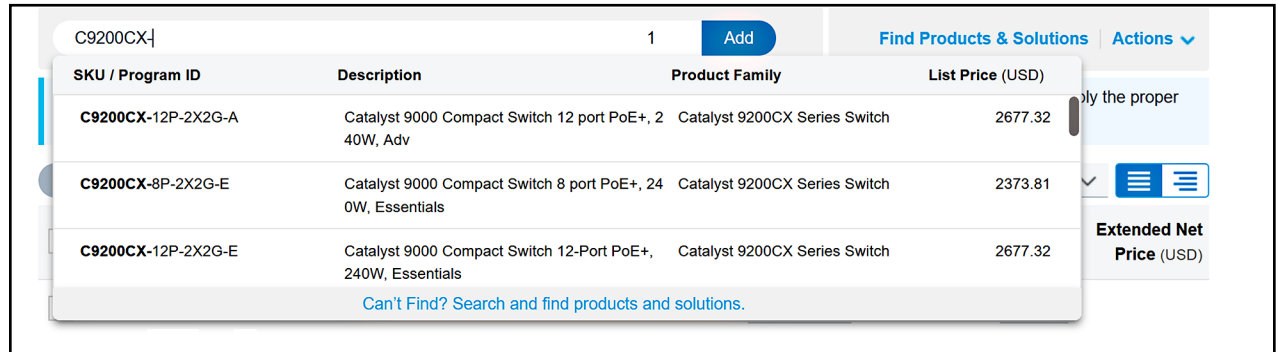 C9200CX- 1 Add Find Products & Solutions Actions
SKU / Program ID Description Product Family List Price (USD)
C9200CX-12P-2X2G-A Catalyst 9000 Compact Switch 12 port PoE+, 2 Catalyst 9200CX Series Switch 2677.32
40W, Adv
C9200CX-8P-2X2G-E Catalyst 9000 Compact Switch 8 port PoE+, 24 Catalyst 9200CX Series Switch 2373.81
0W, Essentials
C9200CX-12P-2X2G-E Catalyst 9000 Compact Switch 12-Port PoE+, Catalyst 9200CX Series Switch 2677.32
240W, Essentials
Can't Find? Search and find products and solutions.
the proper
Extended Net
Price (USD)